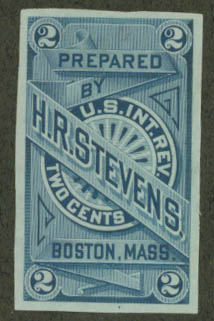 2 2
PREPARED
BY
U.S. INT. REV.
H.R. STEVENS,
TWO CENTS
BOSTON, MASS.
2 2